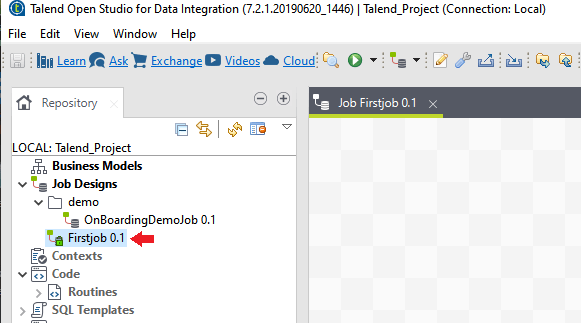 Talend Open Studio for Data Integration (7.2.1.20190620_1446) | Talend_Project (Connection: Local)
File Edit View Window Help
Learn Ask Exchange Videos Cloud
Repository
Job Firstjob 0.1
LOCAL: Talend_Project
Business Models
Job Designs
demo
OnBoardingDemoJob 0.1
Firstjob 0.1
Contexts
Code
Routines
SQL Templates